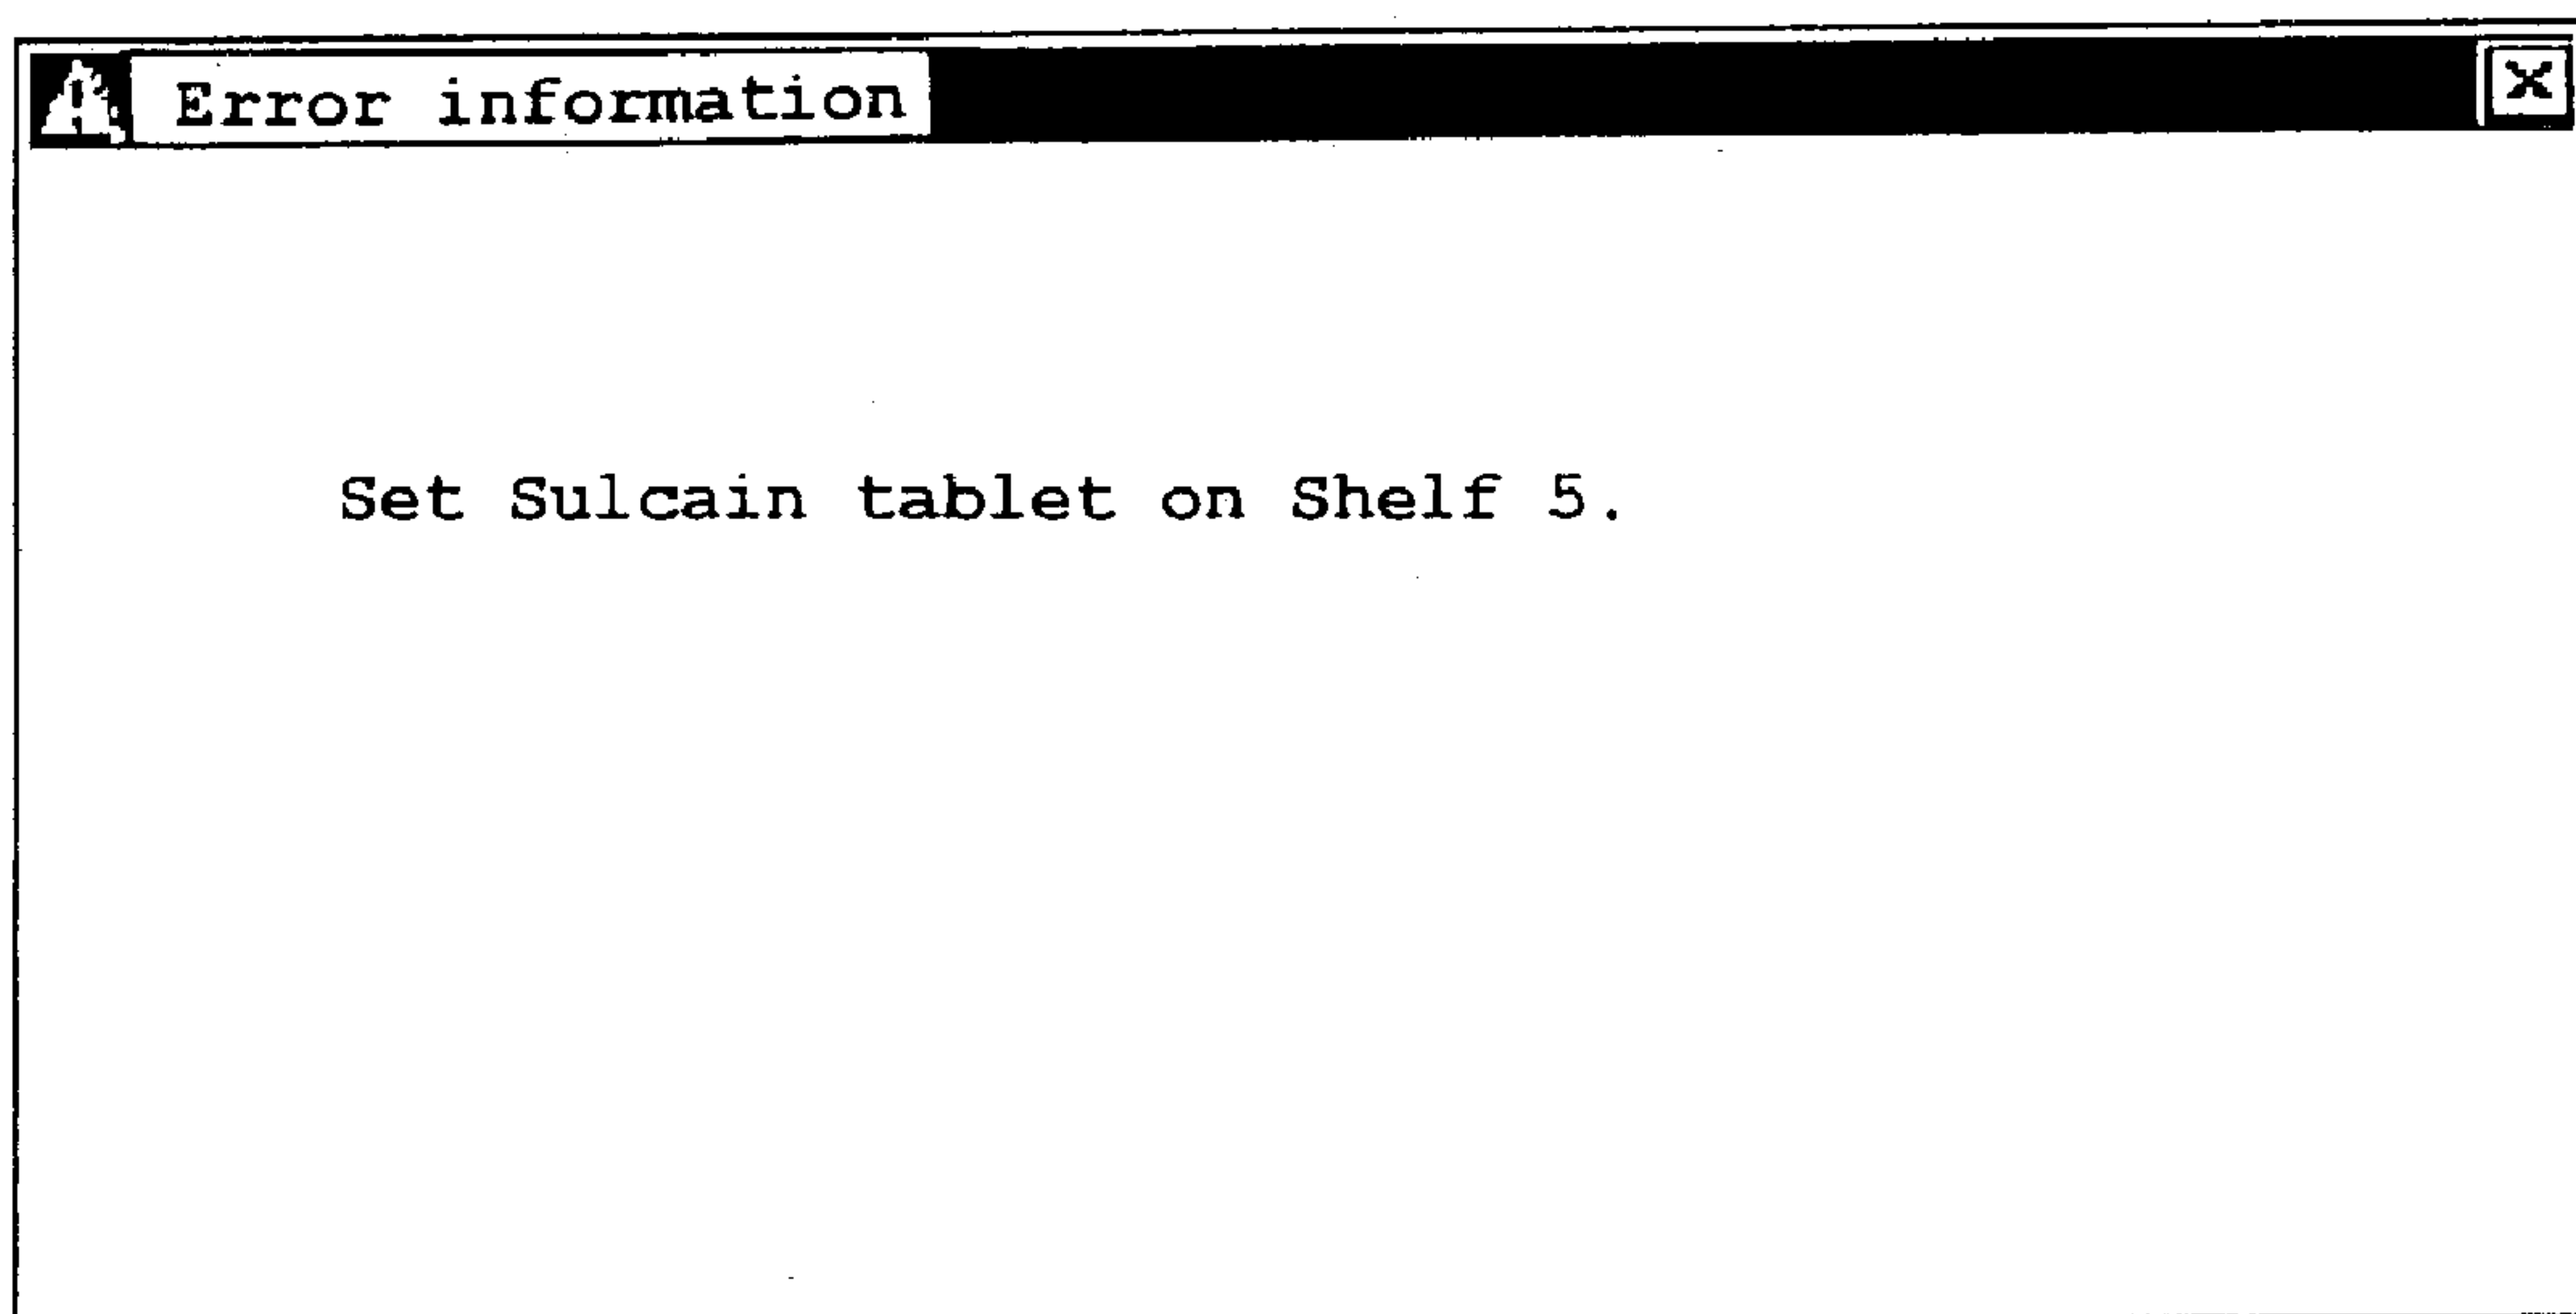 Error information
Set Sulcain tablet on Shelf 5.